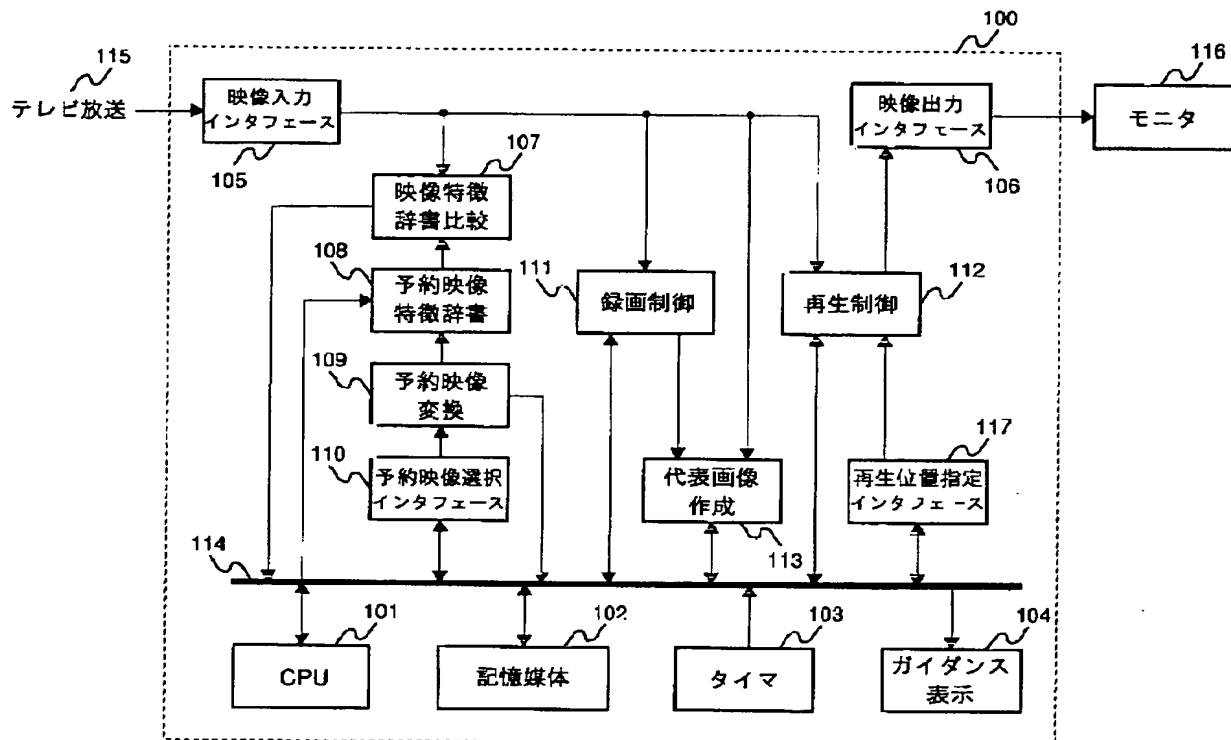 100
115
テレビ放送
映像入力
インタフェース
105
映像出力
インタフェース
106
116
モニタ
107
映像特徴
辞書比較
108
予約映像
特徴辞書
109
予約映像
変換
110
予約映像選択
インタフェース
111
録画制御
112
再生制御
代表画像
作成
113
117
再生位置指定
インタフェース
114
101
CPU
102
記憶媒体
103
タイマ
104
ガイダンス
表示